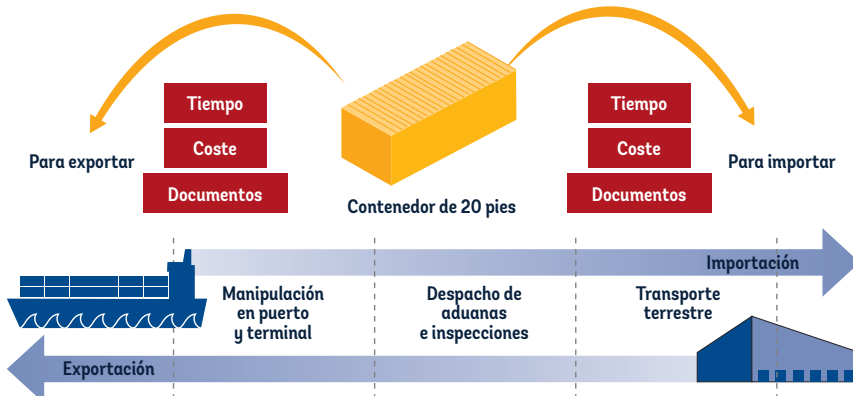 Tiempo
Coste
Documentos
Para exportar
Contenedor de 20 pies
Tiempo
Coste
Documentos
Para importar
Importación
Manipulación
en puerto
y terminal
Despacho de
aduanas
e inspecciones
Transporte
terrestre
Exportación